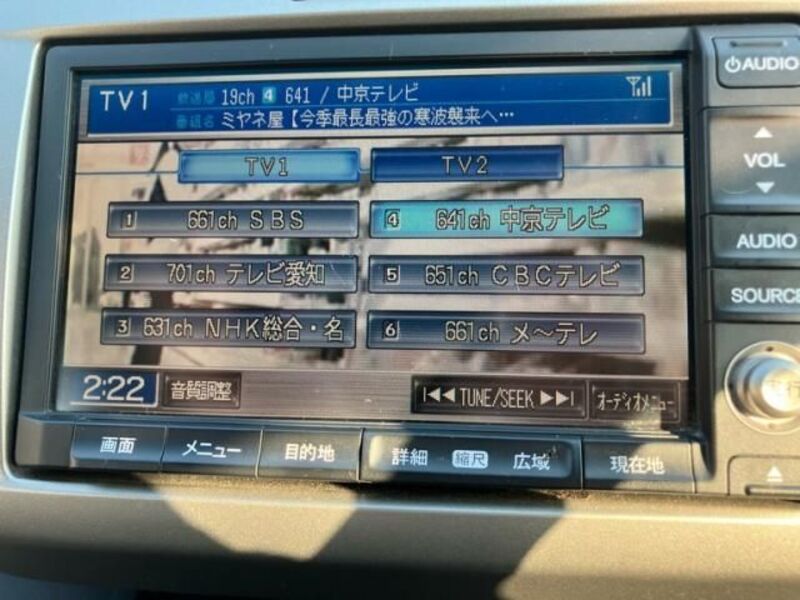 TV1 放送局 19ch 4 641 / 中京テレビ
番組名 ミヤネ屋【今季最長最強の寒波襲来へ…
TV1 TV2
1 661ch SBS
4 641ch 中京テレビ
2 701ch テレビ愛知
5 651ch CBCテレビ
3 631ch NHK総合・名
6 661ch メ～テレ
2:22 音質調整 TUNE/SEEK オーディオメニュー
画面 メニュー 目的地 詳細 縮尺 広域 現在地
AUDIO
VOL
AUDIO
SOURCE